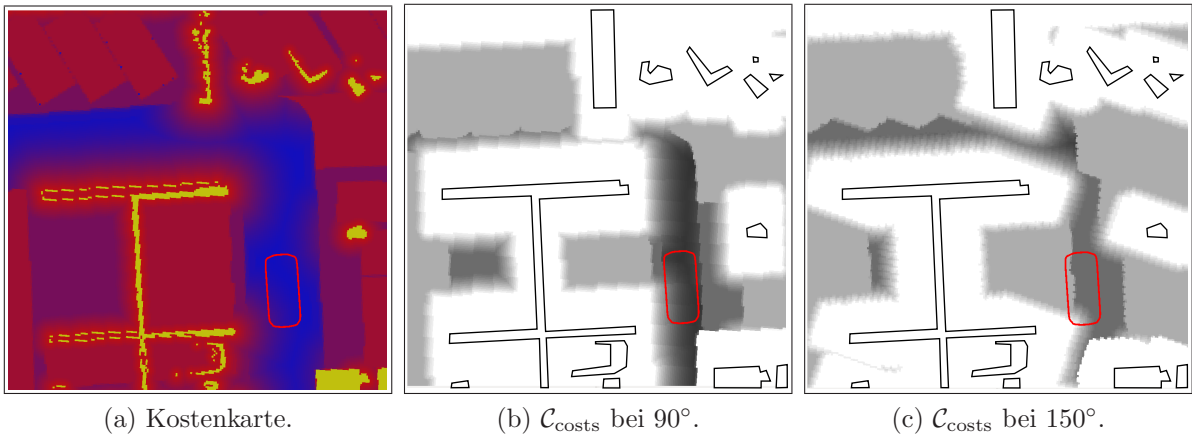 (a) Kostenkarte.
(b) 𝒞costs bei 90°.
(c) 𝒞costs bei 150°.